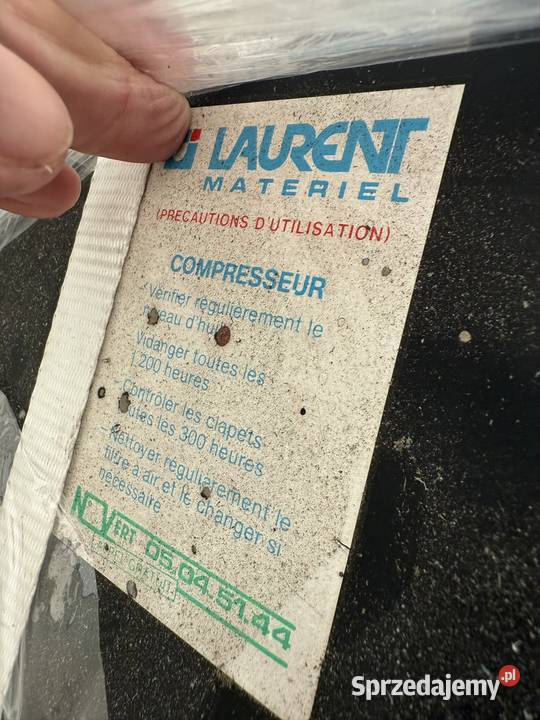 LAURENT
MATERIEL
(PRECAUTIONS D'UTILISATION)
COMPRESSEUR
Vérifier régulièrement le
niveau d'huile
Vidanger toutes les
1.200 heures
Contrôler les clapets
toutes les 300 heures
Nettoyer régulièrement le
filtre à air et le changer si
nécessaire
N VERT 05.04.51.44
Sprzedajemy.pl